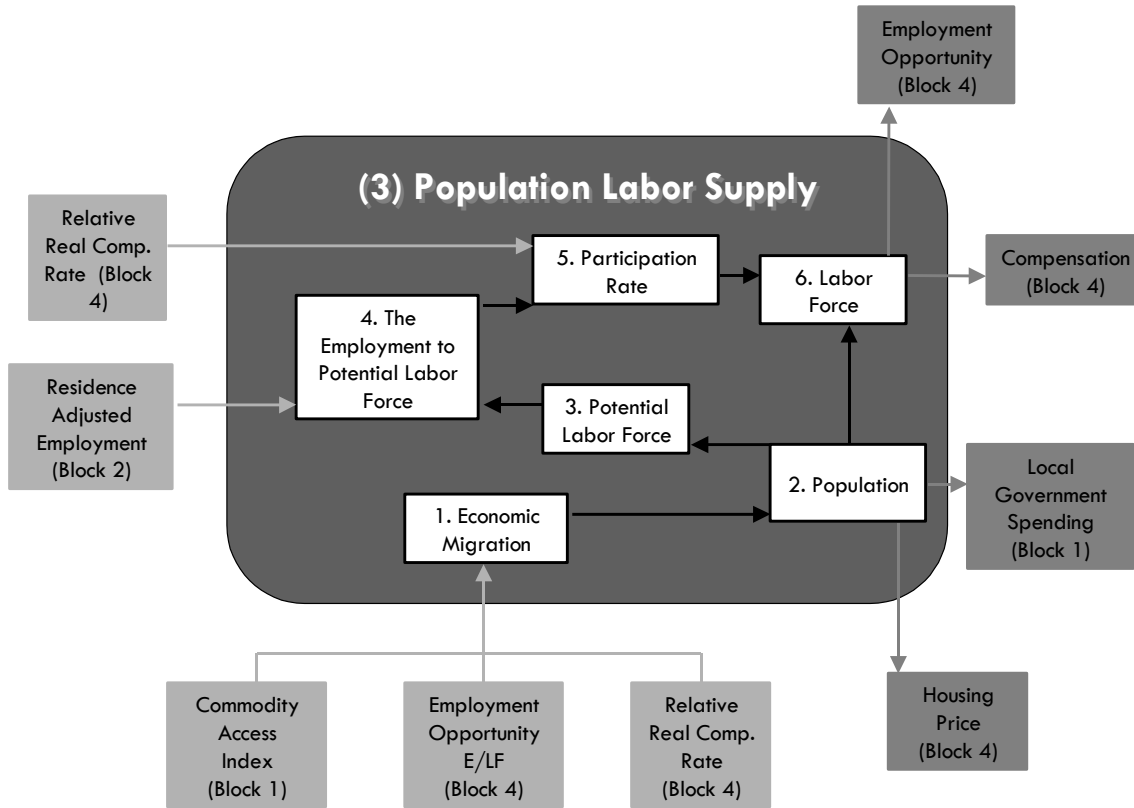 Employment
Opportunity
(Block 4)
(3) Population Labor Supply
Relative
Real Comp.
Rate (Block
4)
5. Participation
Rate
6. Labor
Force
Compensation
(Block 4)
4. The
Employment to
Potential Labor
Force
Residence
Adjusted
Employment
(Block 2)
3. Potential
Labor Force
2. Population
Local
Government
Spending
(Block 1)
1. Economic
Migration
Commodity
Access
Index
(Block 1)
Employment
Opportunity
E/LF
(Block 4)
Relative
Real Comp.
Rate
(Block 4)
Housing
Price
(Block 4)